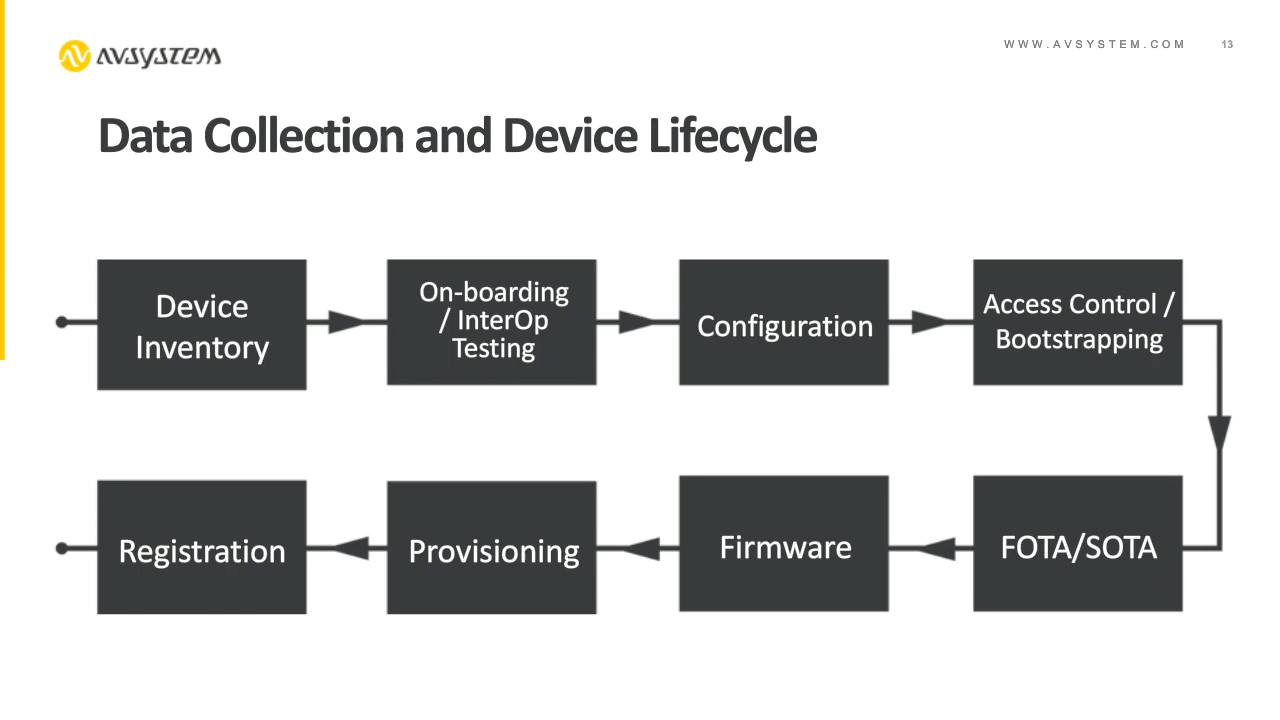 AVSYSTEM
WWW.AVSYSTEM.COM 13
Data Collection and Device Lifecycle
Device
Inventory
On-boarding
/ InterOp
Testing
Configuration
Access Control /
Bootstrapping
Registration
Provisioning
Firmware
FOTA/SOTA